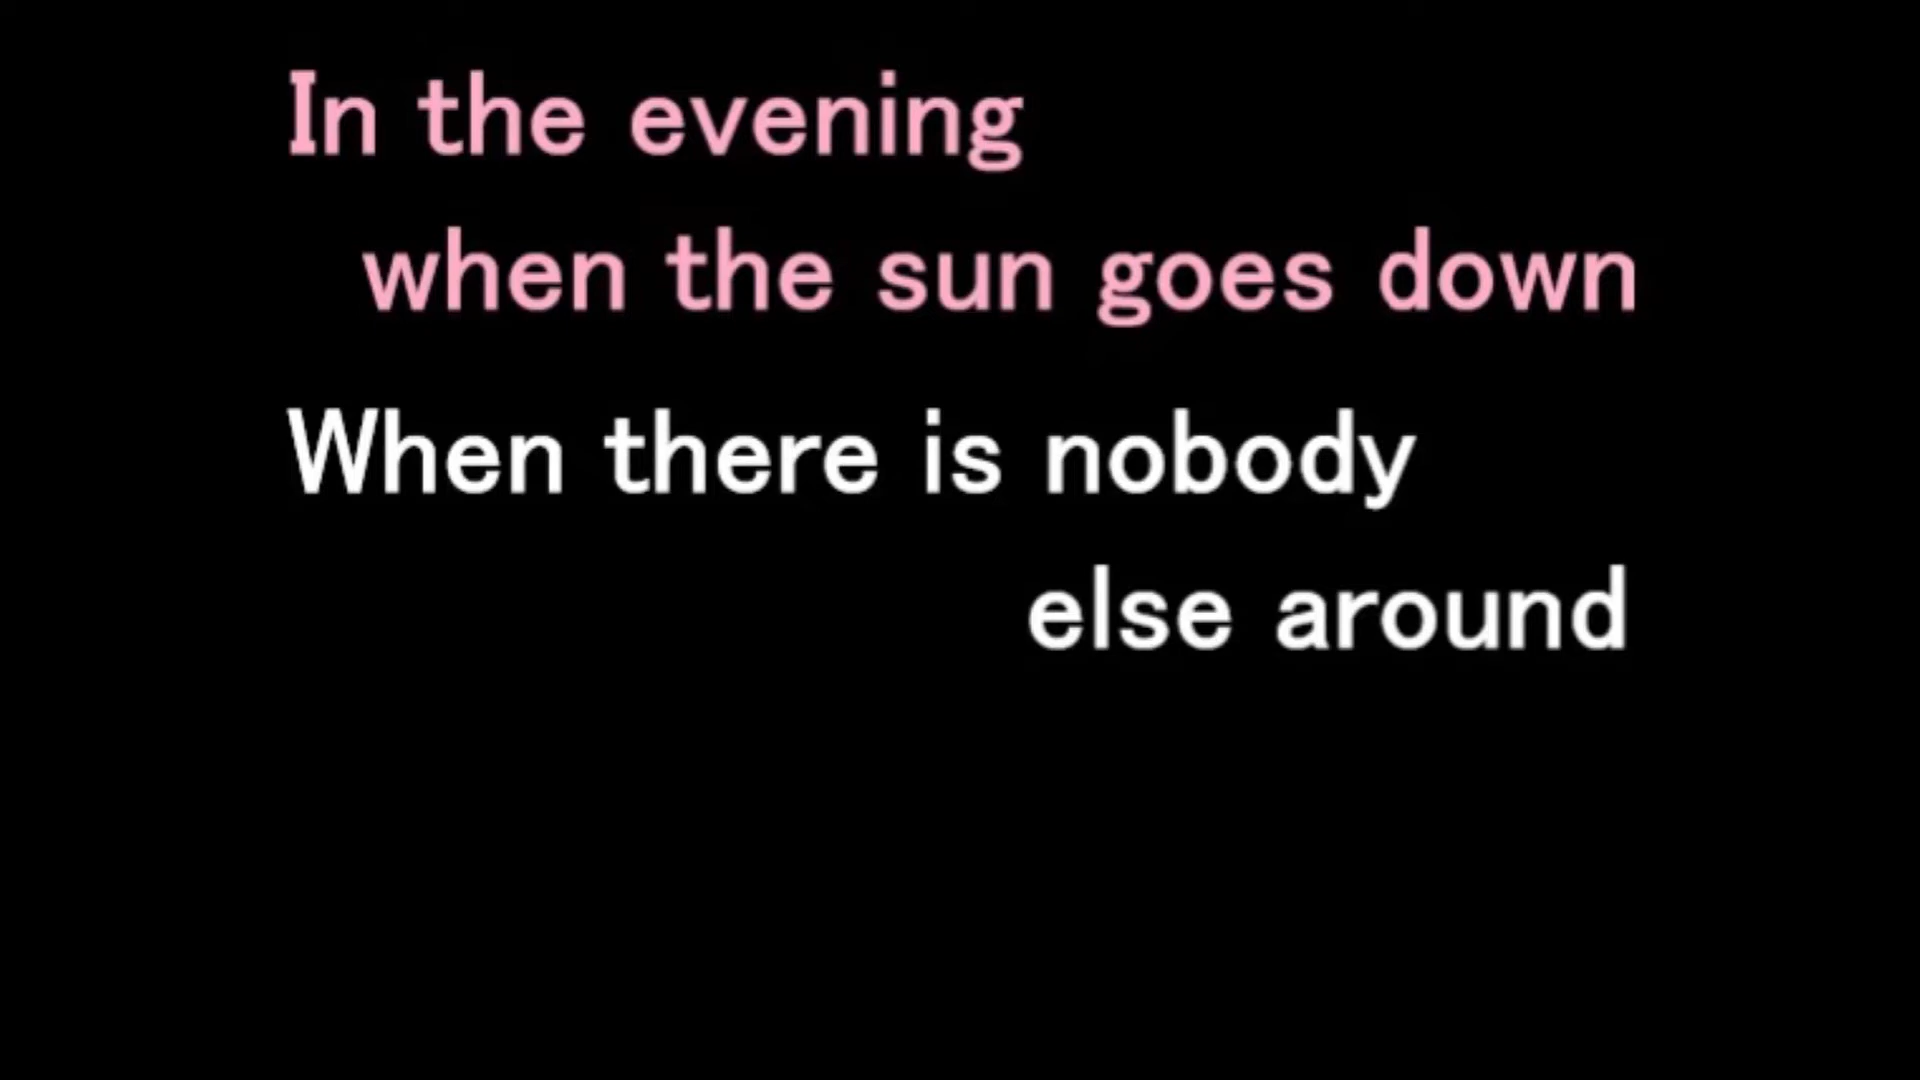 In the evening
when the sun goes down
When there is nobody
else around